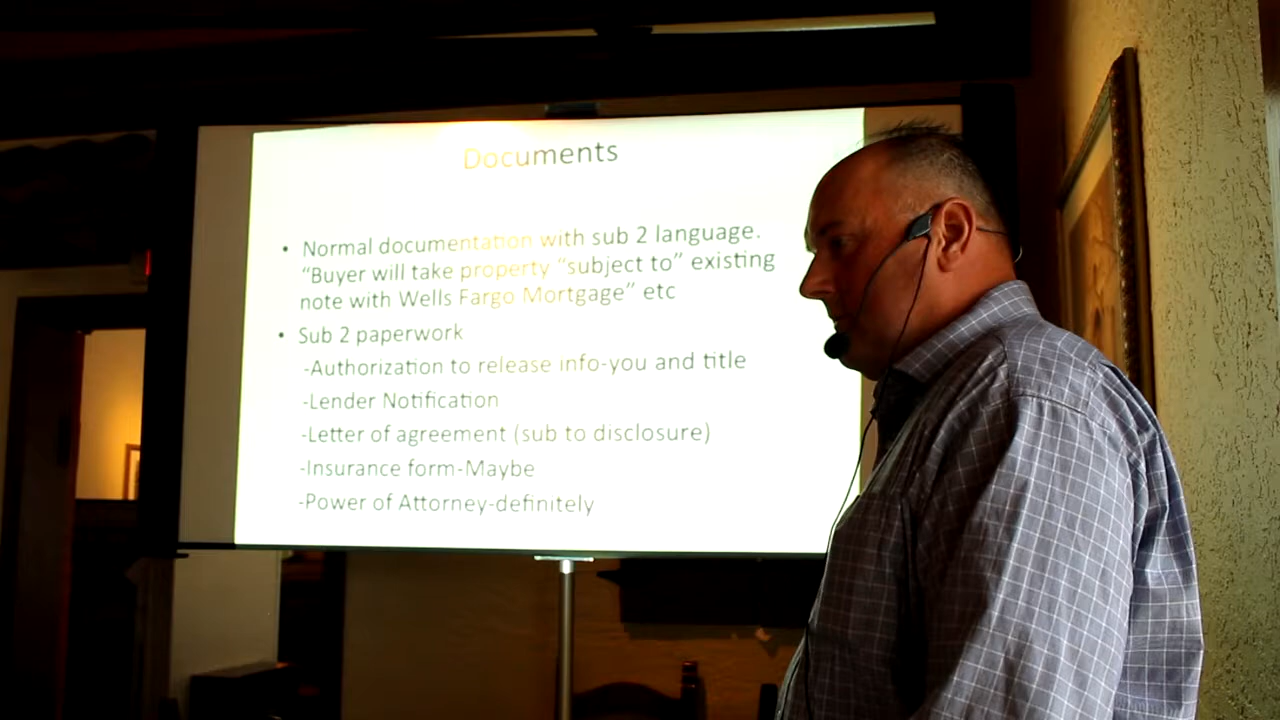 Documents
• Normal documentation with sub 2 language.
“Buyer will take property “subject to” existing
note with Wells Fargo Mortgage” etc
• Sub 2 paperwork
-Authorization to release info-you and title
-Lender Notification
-Letter of agreement (sub to disclosure)
-Insurance form-Maybe
-Power of Attorney-definitely